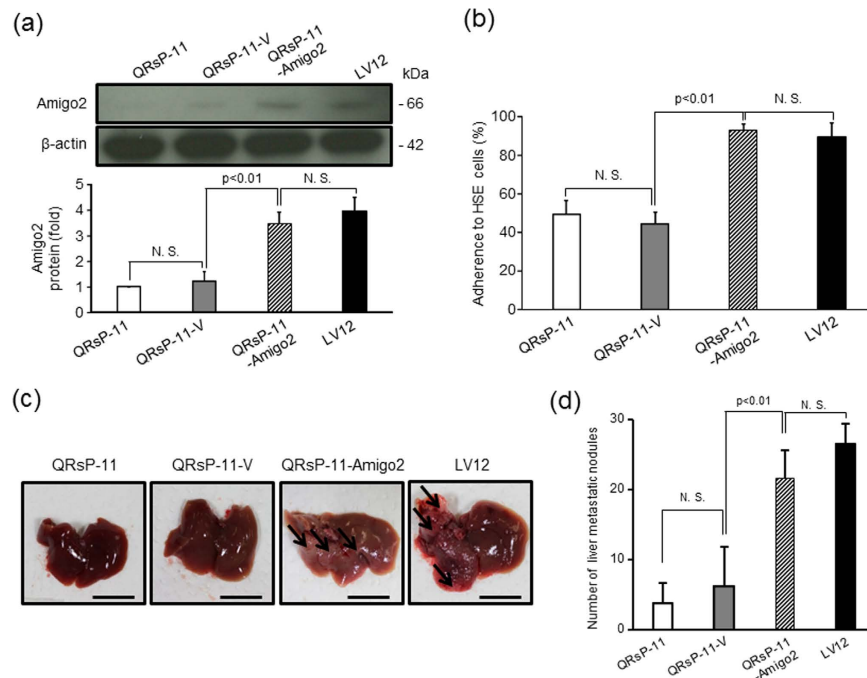 (a)
QRsP-11
QRsP-11-V
QRsP-11
-Amigo2
LV12
kDa
Amigo2
- 66
β-actin
- 42
Amigo2
protein (fold)
5
4
3
2
1
0
N. S.
p<0.01
N. S.
QRsP-11
QRsP-11-V
QRsP-11
-Amigo2
LV12
(b)
Adherence to HSE cells (%)
100
80
60
40
20
0
N. S.
p<0.01
N. S.
QRsP-11
QRsP-11-V
QRsP-11
-Amigo2
LV12
(c)
QRsP-11
QRsP-11-V
QRsP-11-Amigo2
LV12
(d)
Number of liver metastatic nodules
30
20
10
0
N. S.
p<0.01
N. S.
QRsP-11
QRsP-11-V
QRsP-11
-Amigo2
LV12